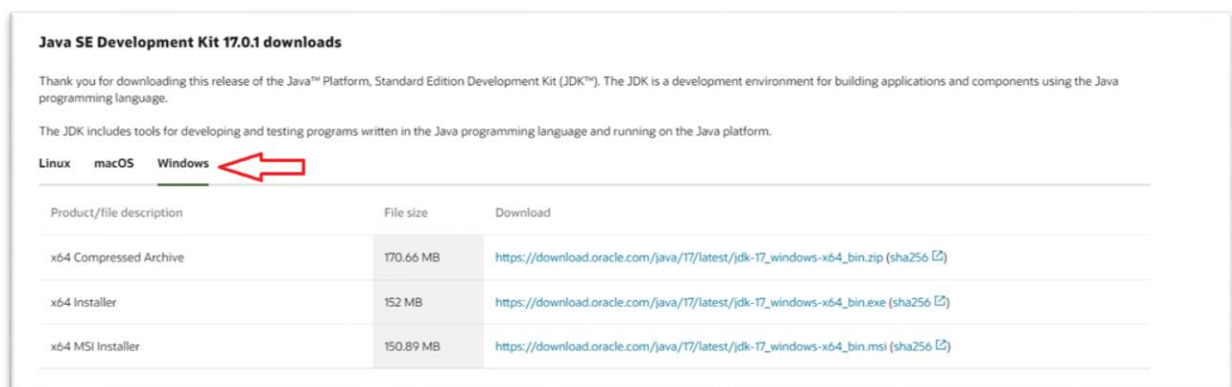 Java SE Development Kit 17.0.1 downloads
Thank you for downloading this release of the Java™ Platform, Standard Edition Development Kit (JDK™). The JDK is a development environment for building applications and components using the Java
programming language.
The JDK includes tools for developing and testing programs written in the Java programming language and running on the Java platform.
Linux macOS Windows
Product/file description File size Download
x64 Compressed Archive 170.66 MB https://download.oracle.com/java/17/latest/jdk-17_windows-x64_bin.zip (sha256)
x64 Installer 152 MB https://download.oracle.com/java/17/latest/jdk-17_windows-x64_bin.exe (sha256)
x64 MSI Installer 150.89 MB https://download.oracle.com/java/17/latest/jdk-17_windows-x64_bin.msi (sha256)